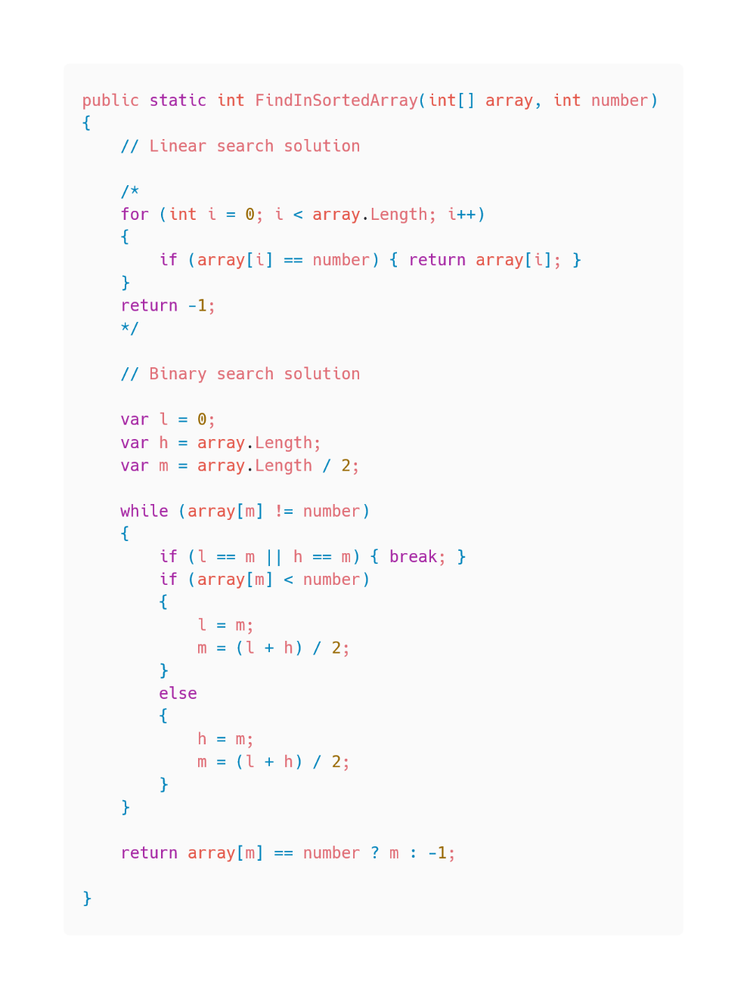 public static int FindInSortedArray(int[] array, int number)
{
    // Linear search solution

    /*
    for (int i = 0; i < array.Length; i++)
    {
        if (array[i] == number) { return array[i]; }
    }
    return -1;
    */

    // Binary search solution

    var l = 0;
    var h = array.Length;
    var m = array.Length / 2;

    while (array[m] != number)
    {
        if (l == m || h == m) { break; }
        if (array[m] < number)
        {
            l = m;
            m = (l + h) / 2;
        }
        else
        {
            h = m;
            m = (l + h) / 2;
        }
    }

    return array[m] == number ? m : -1;

}